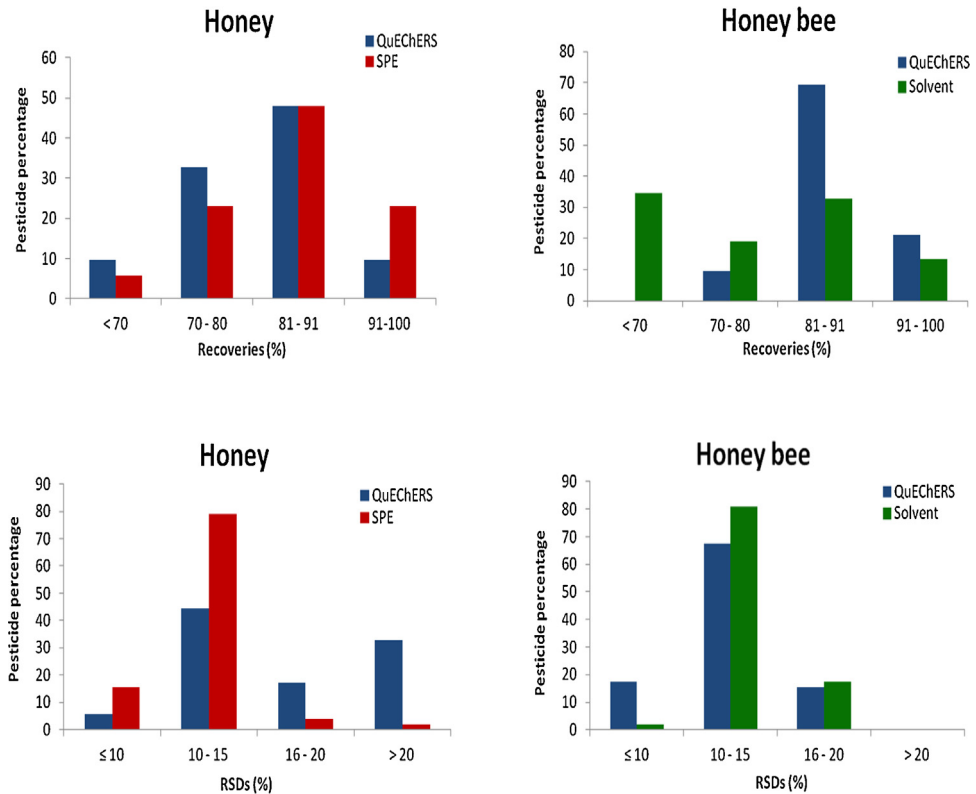 Honey
QuEChERS
SPE
Pesticide percentage
60
50
40
30
20
10
0
<70
70 - 80
81 - 91
91-100
Recoveries (%)
Honey bee
QuEChERS
Solvent
Pesticide percentage
80
70
60
50
40
30
20
10
0
<70
70 - 80
81 - 91
91 - 100
Recoveries (%)
Honey
QuEChERS
SPE
Pesticide percentage
90
80
70
60
50
40
30
20
10
0
≤ 10
10 - 15
16 - 20
> 20
RSDs (%)
Honey bee
QuEChERS
Solvent
Pesticide percentage
90
80
70
60
50
40
30
20
10
0
≤ 10
10 - 15
16 - 20
> 20
RSDs (%)